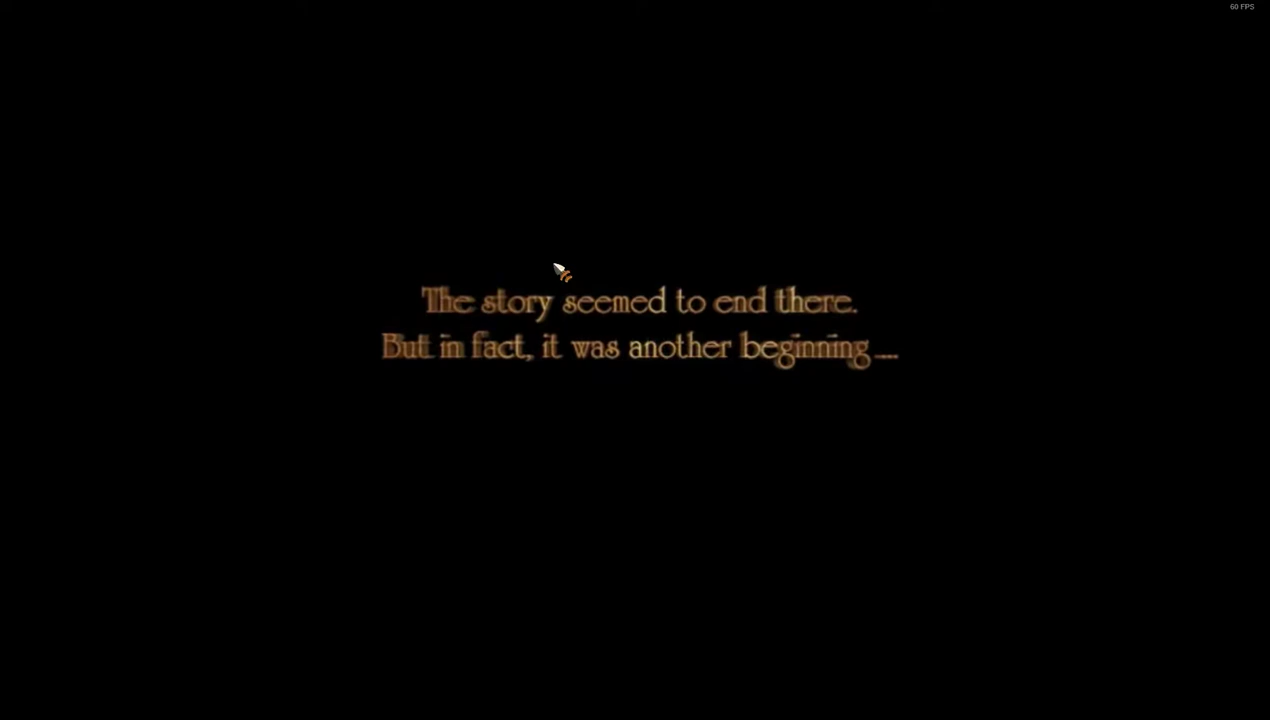 60 FPS
The story seemed to end there.
But in fact, it was another beginning....